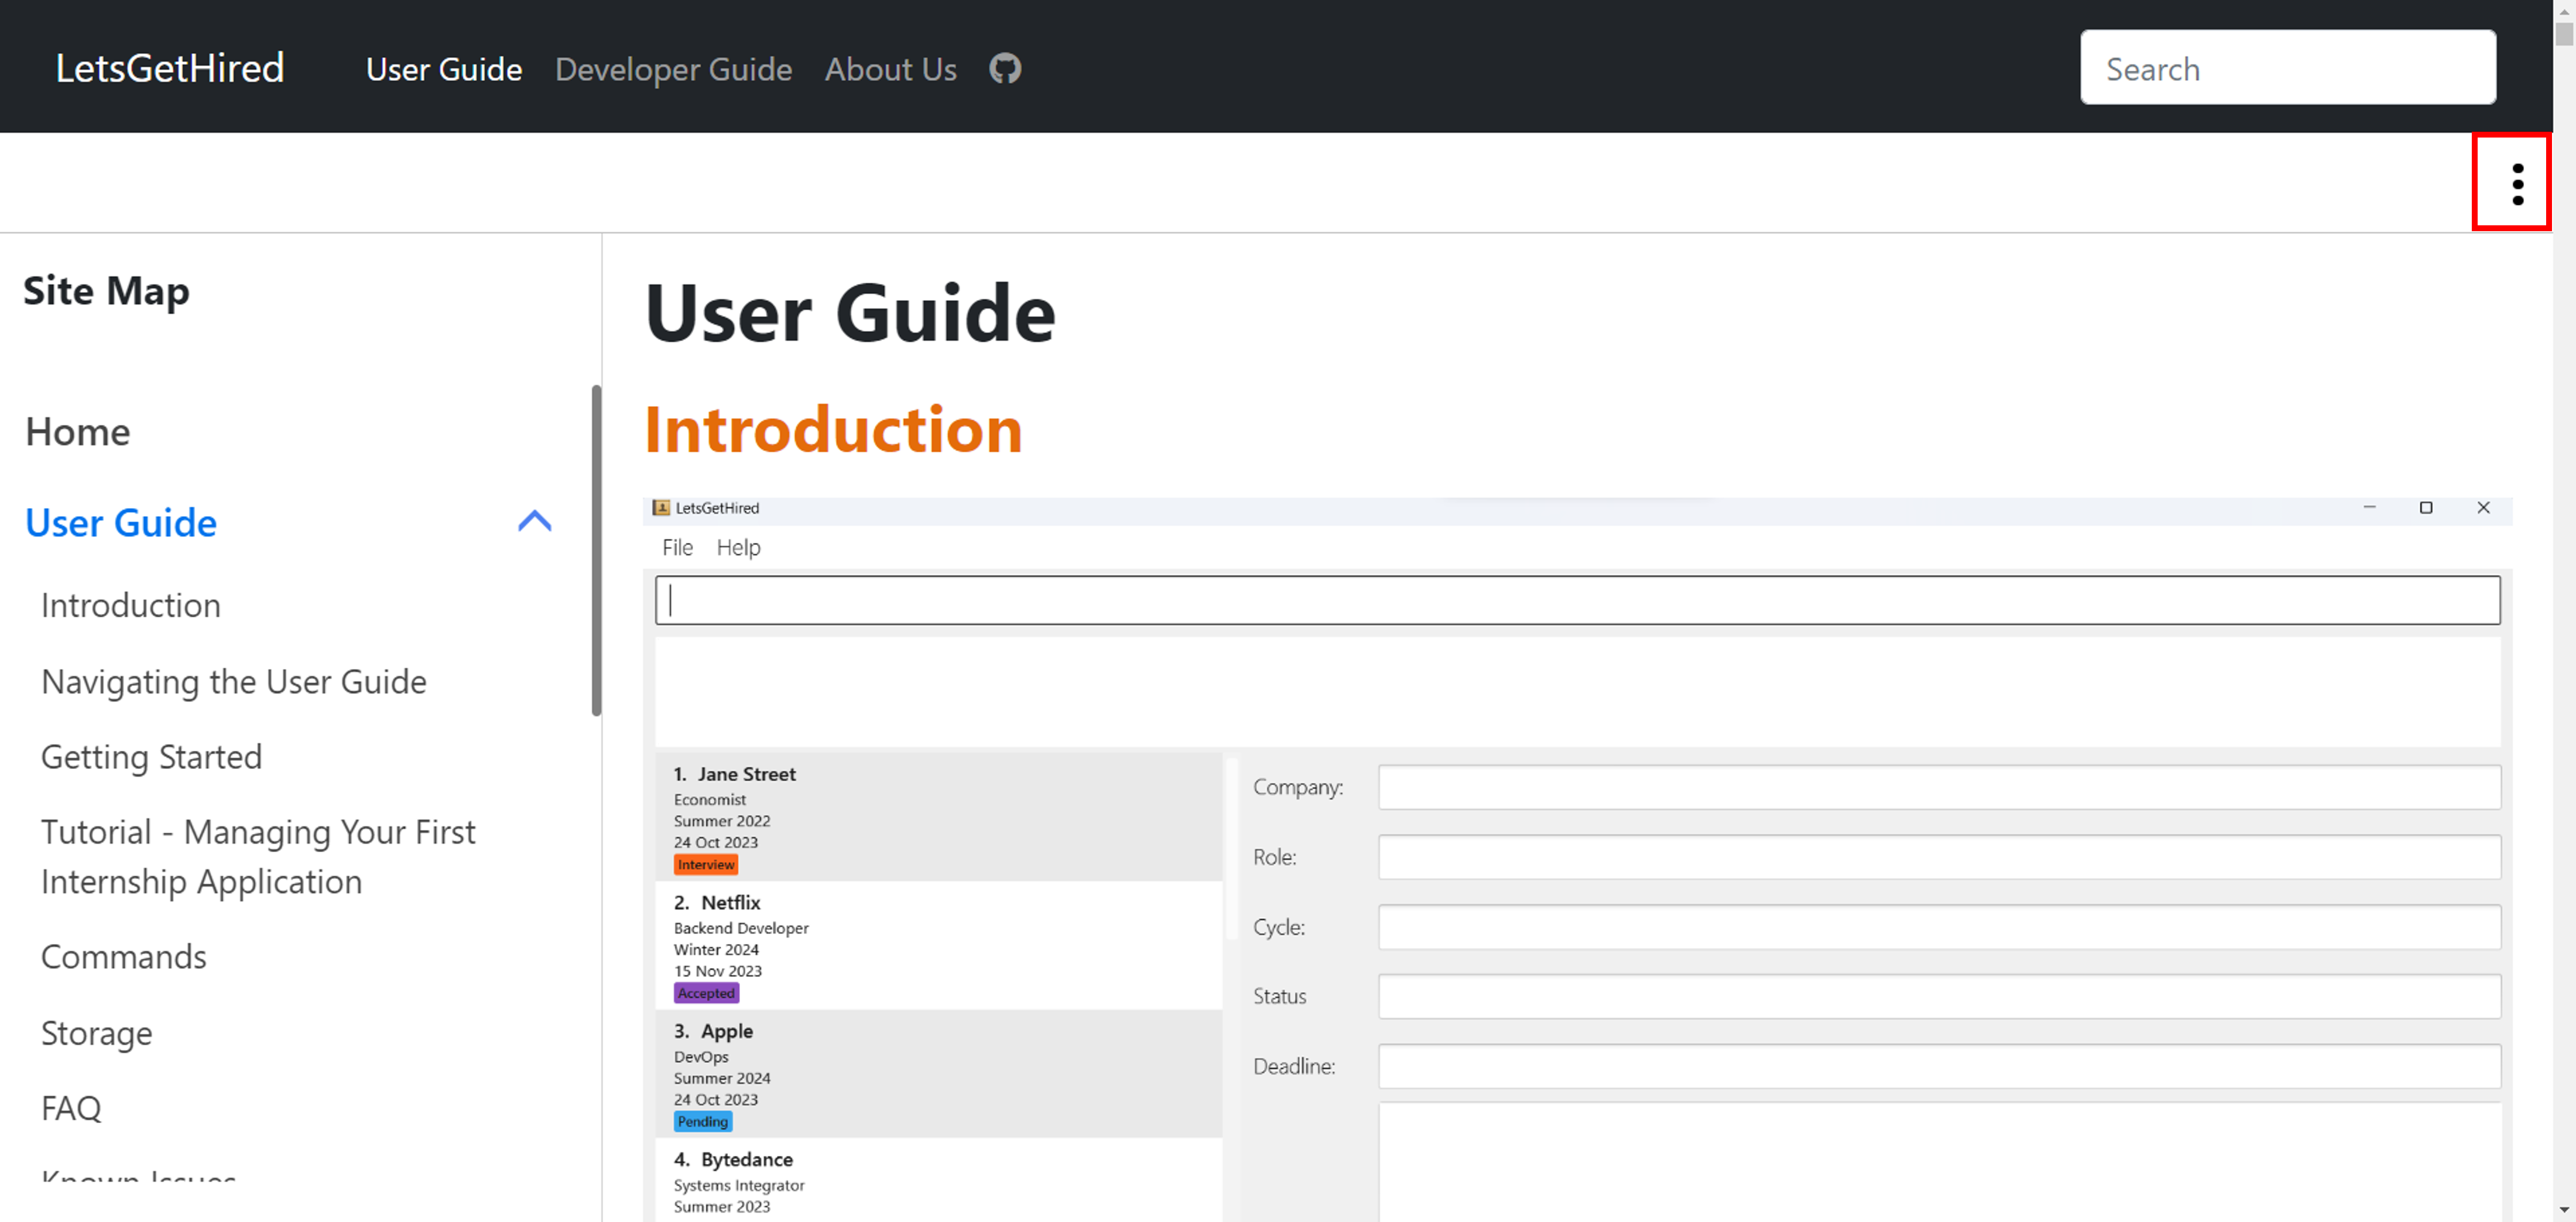 LetsGetHired User Guide Developer Guide About Us Search
Site Map
Home
User Guide
Introduction
Navigating the User Guide
Getting Started
Tutorial - Managing Your First
Internship Application
Commands
Storage
FAQ
Known Issues
User Guide
Introduction
LetsGetHired
File Help
1. Jane Street
Economist
Summer 2022
24 Oct 2023
Interview
2. Netflix
Backend Developer
Winter 2024
15 Nov 2023
Accepted
3. Apple
DevOps
Summer 2024
24 Oct 2023
Pending
4. Bytedance
Systems Integrator
Summer 2023
Company:
Role:
Cycle:
Status
Deadline: